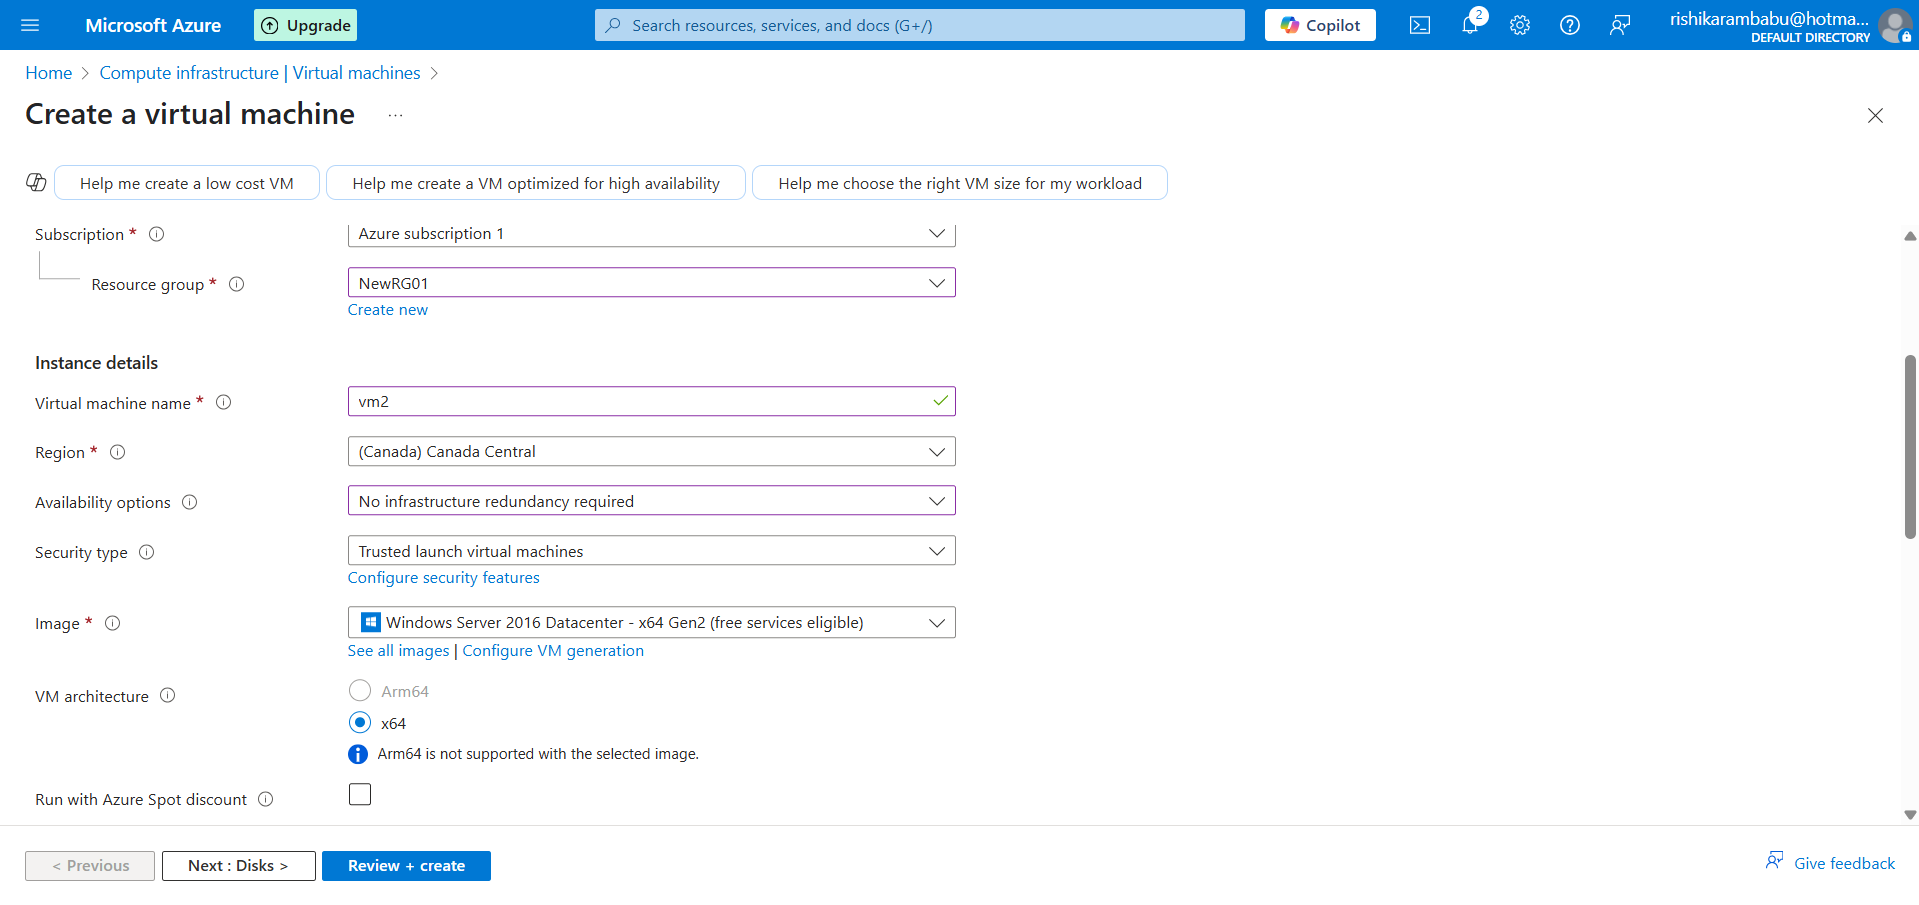 Microsoft Azure
Upgrade
Search resources, services, and docs (G+/)
Copilot
2
rishikarambabu@hotma...
DEFAULT DIRECTORY
Home > Compute infrastructure | Virtual machines >
Create a virtual machine ...
Help me create a low cost VM
Help me create a VM optimized for high availability
Help me choose the right VM size for my workload
Subscription *
Azure subscription 1
Resource group *
NewRG01
Create new
Instance details
Virtual machine name *
vm2
Region *
(Canada) Canada Central
Availability options
No infrastructure redundancy required
Security type
Trusted launch virtual machines
Configure security features
Image *
Windows Server 2016 Datacenter - x64 Gen2 (free services eligible)
See all images | Configure VM generation
VM architecture
Arm64
x64
Arm64 is not supported with the selected image.
Run with Azure Spot discount
< Previous
Next : Disks >
Review + create
Give feedback